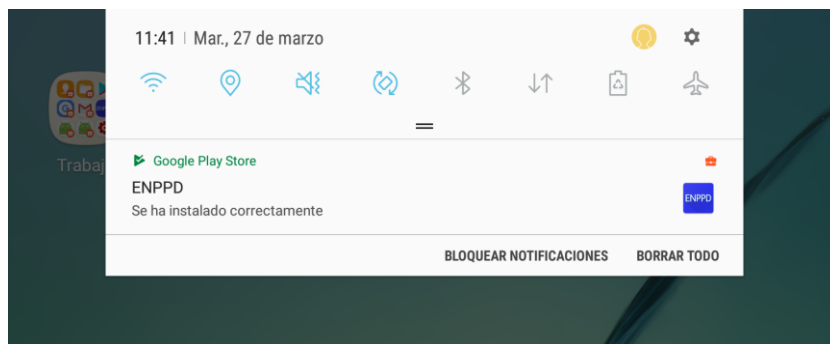 11:41 | Mar., 27 de marzo
Trabaj
Google Play Store
ENPPD
Se ha instalado correctamente
ENPPD
BLOQUEAR NOTIFICACIONES BORRAR TODO